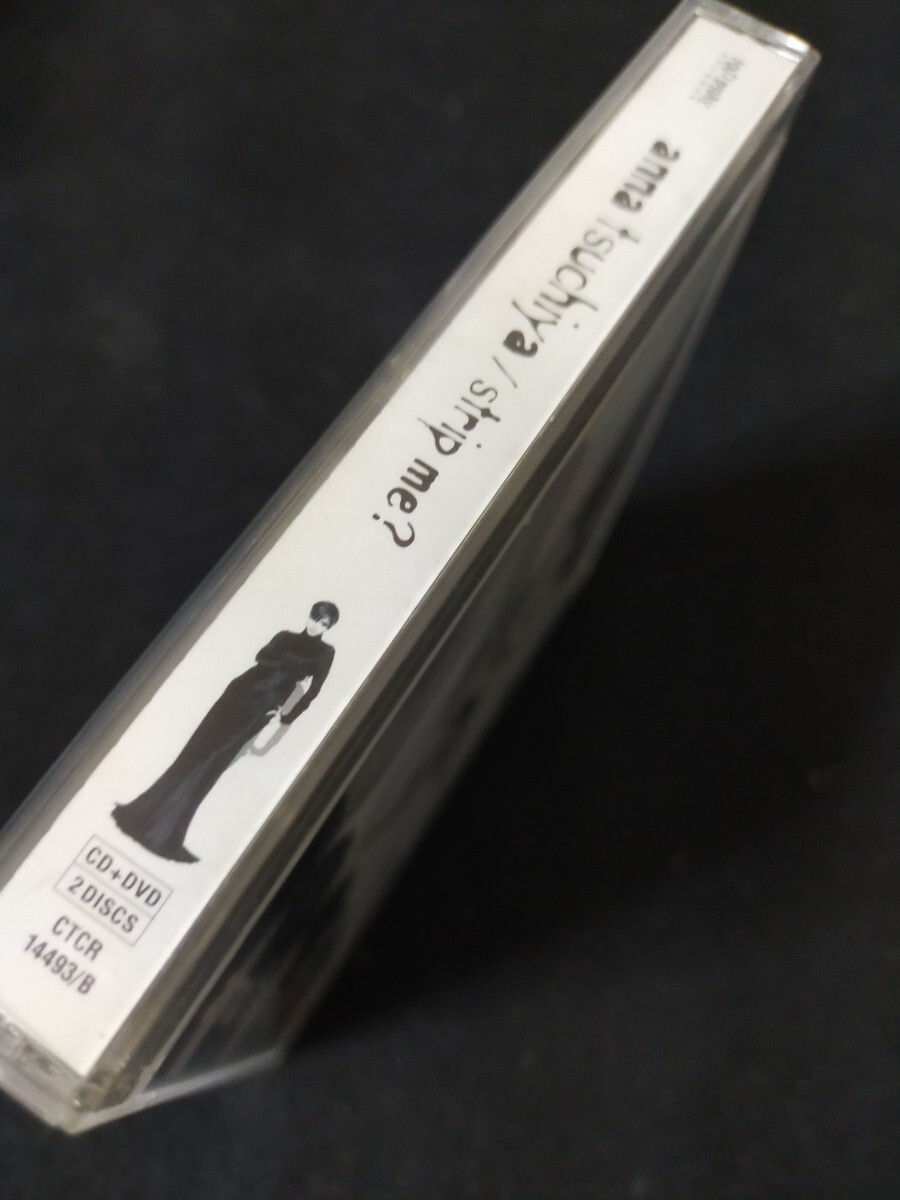 anna tsuchiya / strip me?
CD+DVD
2DISCS
CTCR
14493/B